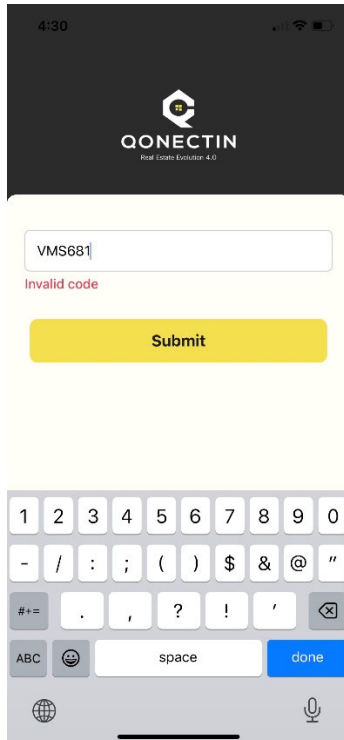 4:30
QONECTIN
Real Estate Evolution 4.0
VMS681
Invalid code
Submit
1 2 3 4 5 6 7 8 9 0
- / : ; ( ) $ & @ "
#+= . , ? ! '
ABC space done